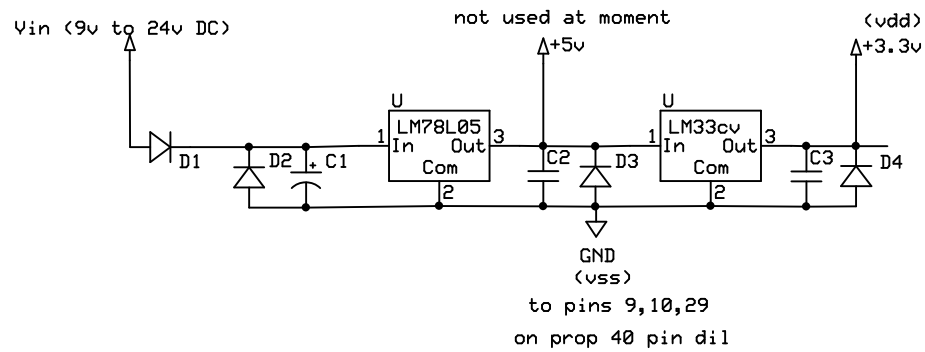 not used at moment
Vin (9v to 24v DC)
(vdd)
+5v
+3.3v
U
U
LM78L05
LM33cv
1
In
Out
3
1
In
Out
3
D1
D2
+
C1
Com
2
C2
D3
Com
2
C3
D4
GND
(vss)
to pins 9,10,29
on prop 40 pin dil